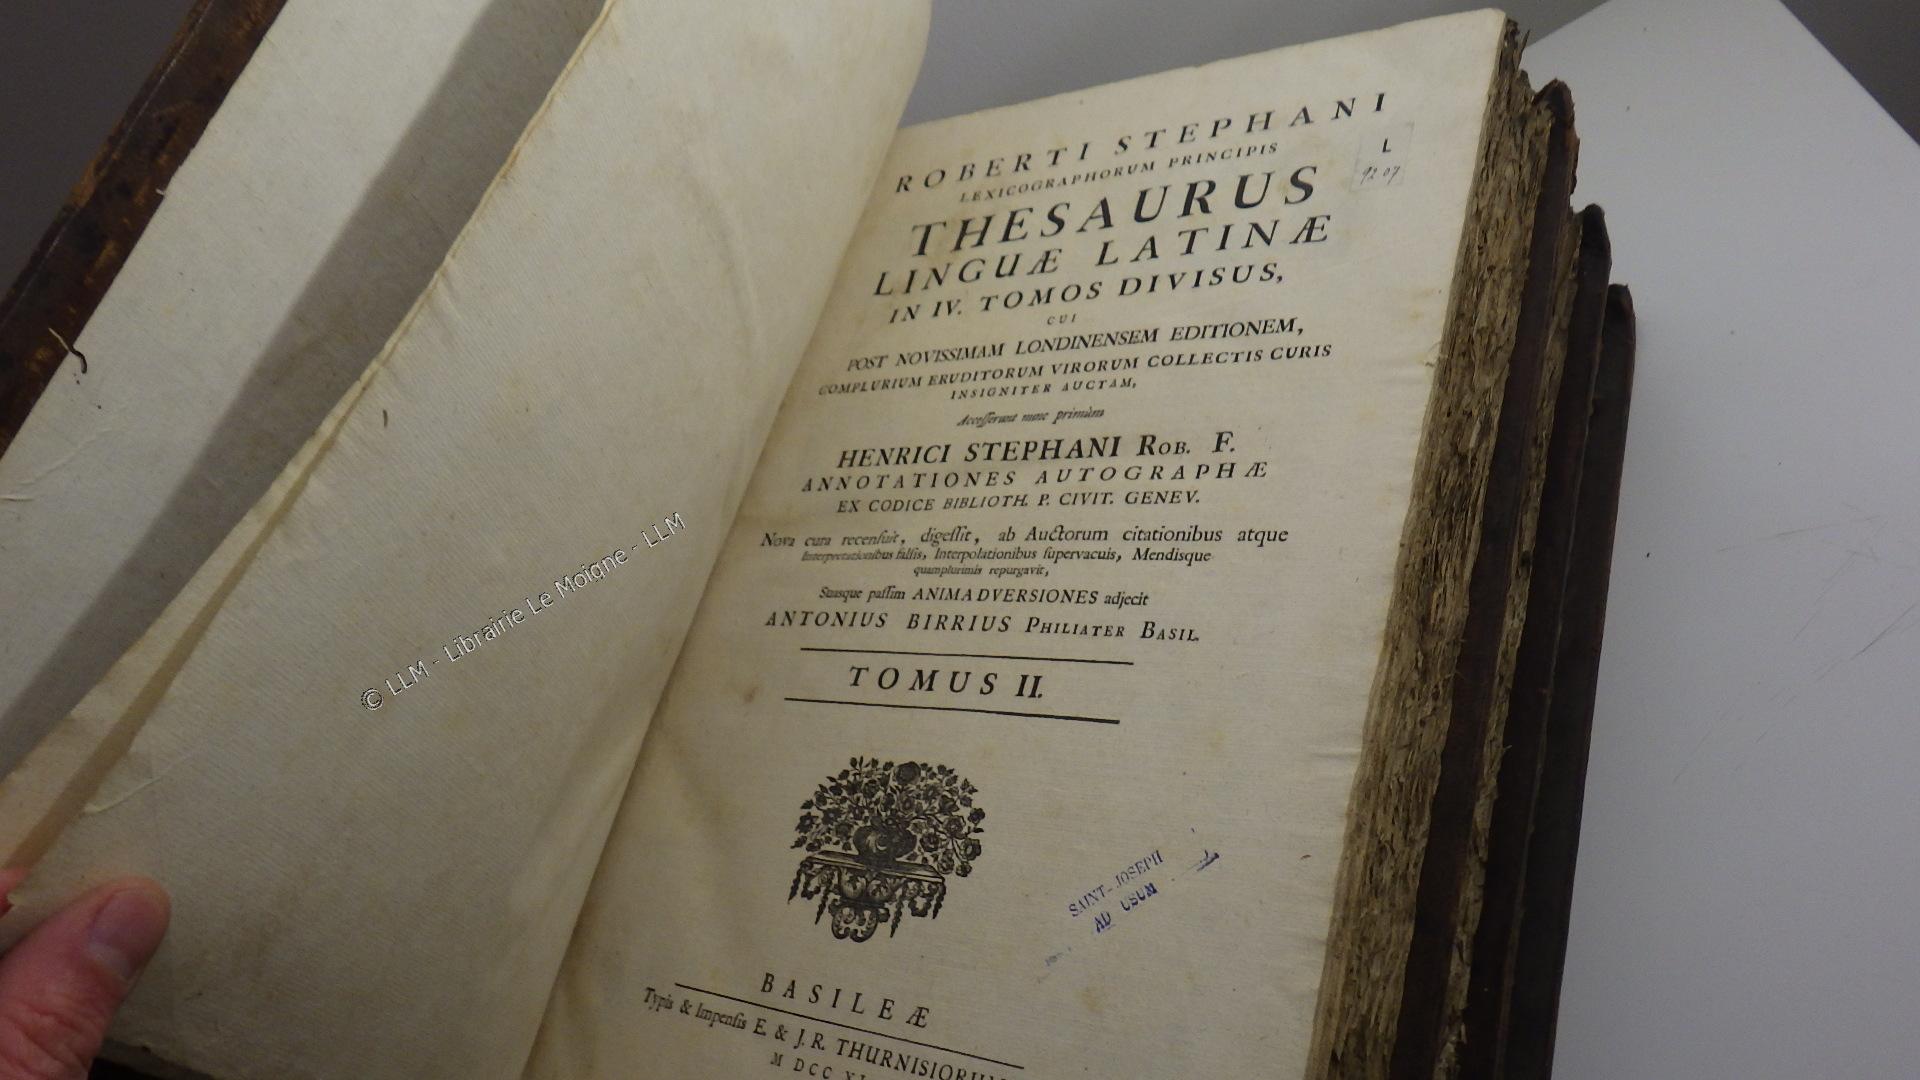 ROBERTI STEPHANI
LEXICOGRAPHORUM PRINCIPIS
THESAURUS
LINGUÆ LATINÆ
IN IV. TOMOS DIVISUS,
CUI
POST NOVISSIMAM LONDINENSEM EDITIONEM,
COMPLURIUM ERUDITORUM VIRORUM COLLECTIS CURIS
INSIGNITER AUCTAM,
Accesserunt nunc primùm
HENRICI STEPHANI ROB. F.
ANNOTATIONES AUTOGRAPHÆ
EX CODICE BIBLIOTH. P. CIVIT. GENEV.
Nova cura recensuit, digessit, ab Auctorum citationibus atque
Interpretationibus falsis, Interpolationibus supervacuis, Mendisque
quamplurimis repurgavit,
Suasque passim ANIMADVERSIONES adjecit
ANTONIUS BIRRIUS PHILIATER BASIL.
TOMUS II.
BASILEÆ
Typis & Impensis E. & J. R. THURNISIORUM
M DCC
L
92 07
SAINT-JOSEPH
AD USUM
© LLM - Librairie Le Moigne - LLM